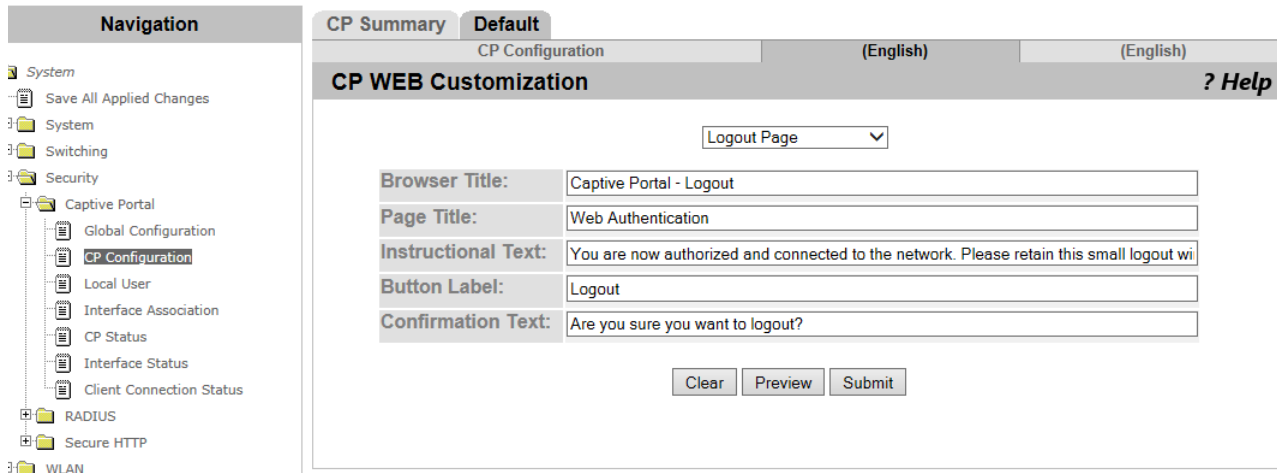 Navigation
System
Save All Applied Changes
System
Switching
Security
Captive Portal
Global Configuration
CP Configuration
Local User
Interface Association
CP Status
Interface Status
Client Connection Status
RADIUS
Secure HTTP
WLAN
CP Summary Default
CP Configuration (English) (English)
CP WEB Customization ? Help
Logout Page
Browser Title: Captive Portal - Logout
Page Title: Web Authentication
Instructional Text: You are now authorized and connected to the network. Please retain this small logout wi
Button Label: Logout
Confirmation Text: Are you sure you want to logout?
Clear Preview Submit